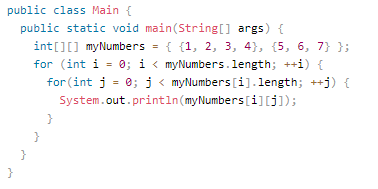 public class Main {
  public static void main(String[] args) {
    int[][] myNumbers = { {1, 2, 3, 4}, {5, 6, 7} };
    for (int i = 0; i < myNumbers.length; ++i) {
      for(int j = 0; j < myNumbers[i].length; ++j) {
        System.out.println(myNumbers[i][j]);
      }
    }
  }
}